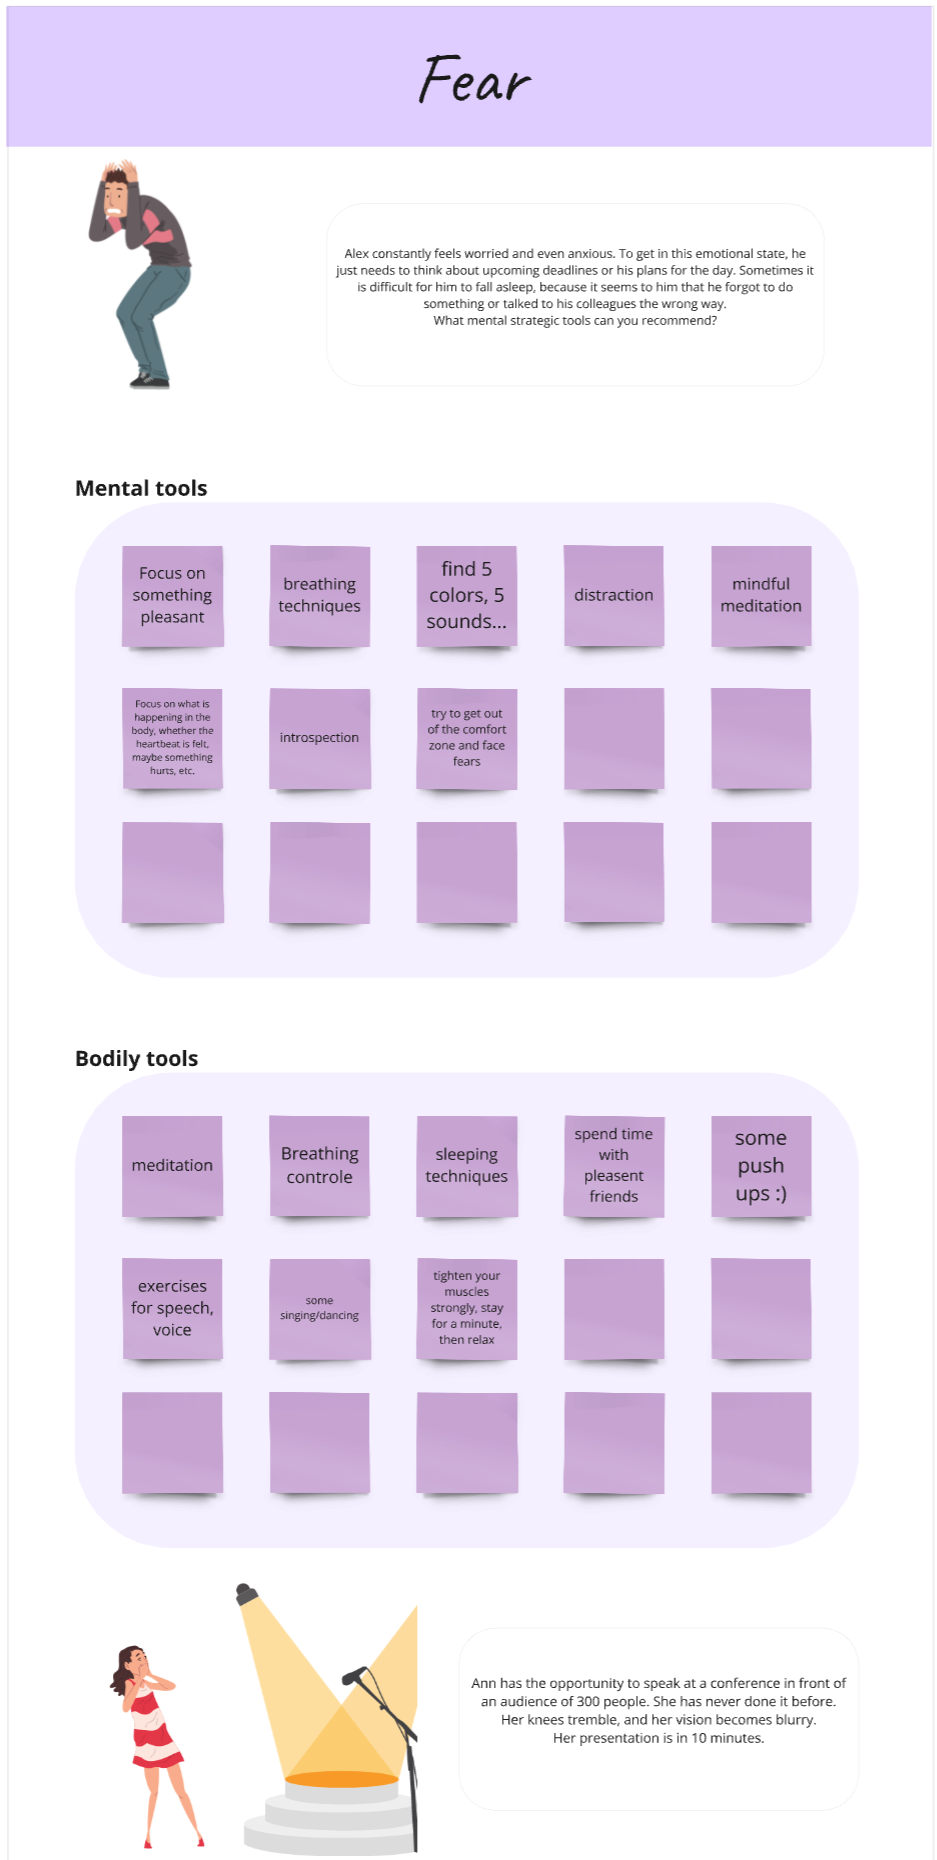 Fear
Alex constantly feels worried and even anxious. To get in this emotional state, he
just needs to think about upcoming deadlines or his plans for the day. Sometimes it
is difficult for him to fall asleep, because it seems to him that he forgot to do
something or talked to his colleagues the wrong way.
What mental strategic tools can you recommend?
Mental tools
Focus on
something
pleasant
breathing
techniques
find 5
colors, 5
sounds...
distraction
mindful
meditation
Focus on what is
happening in the
body, whether the
heartbeat is felt,
maybe something
hurts, etc.
introspection
try to get out
of the comfort
zone and face
fears
Bodily tools
meditation
Breathing
controle
sleeping
techniques
spend time
with
pleasent
friends
some
push
ups :)
exercises
for speech,
voice
some
singing/dancing
tighten your
muscles
strongly, stay
for a minute,
then relax
Ann has the opportunity to speak at a conference in front of
an audience of 300 people. She has never done it before.
Her knees tremble, and her vision becomes blurry.
Her presentation is in 10 minutes.